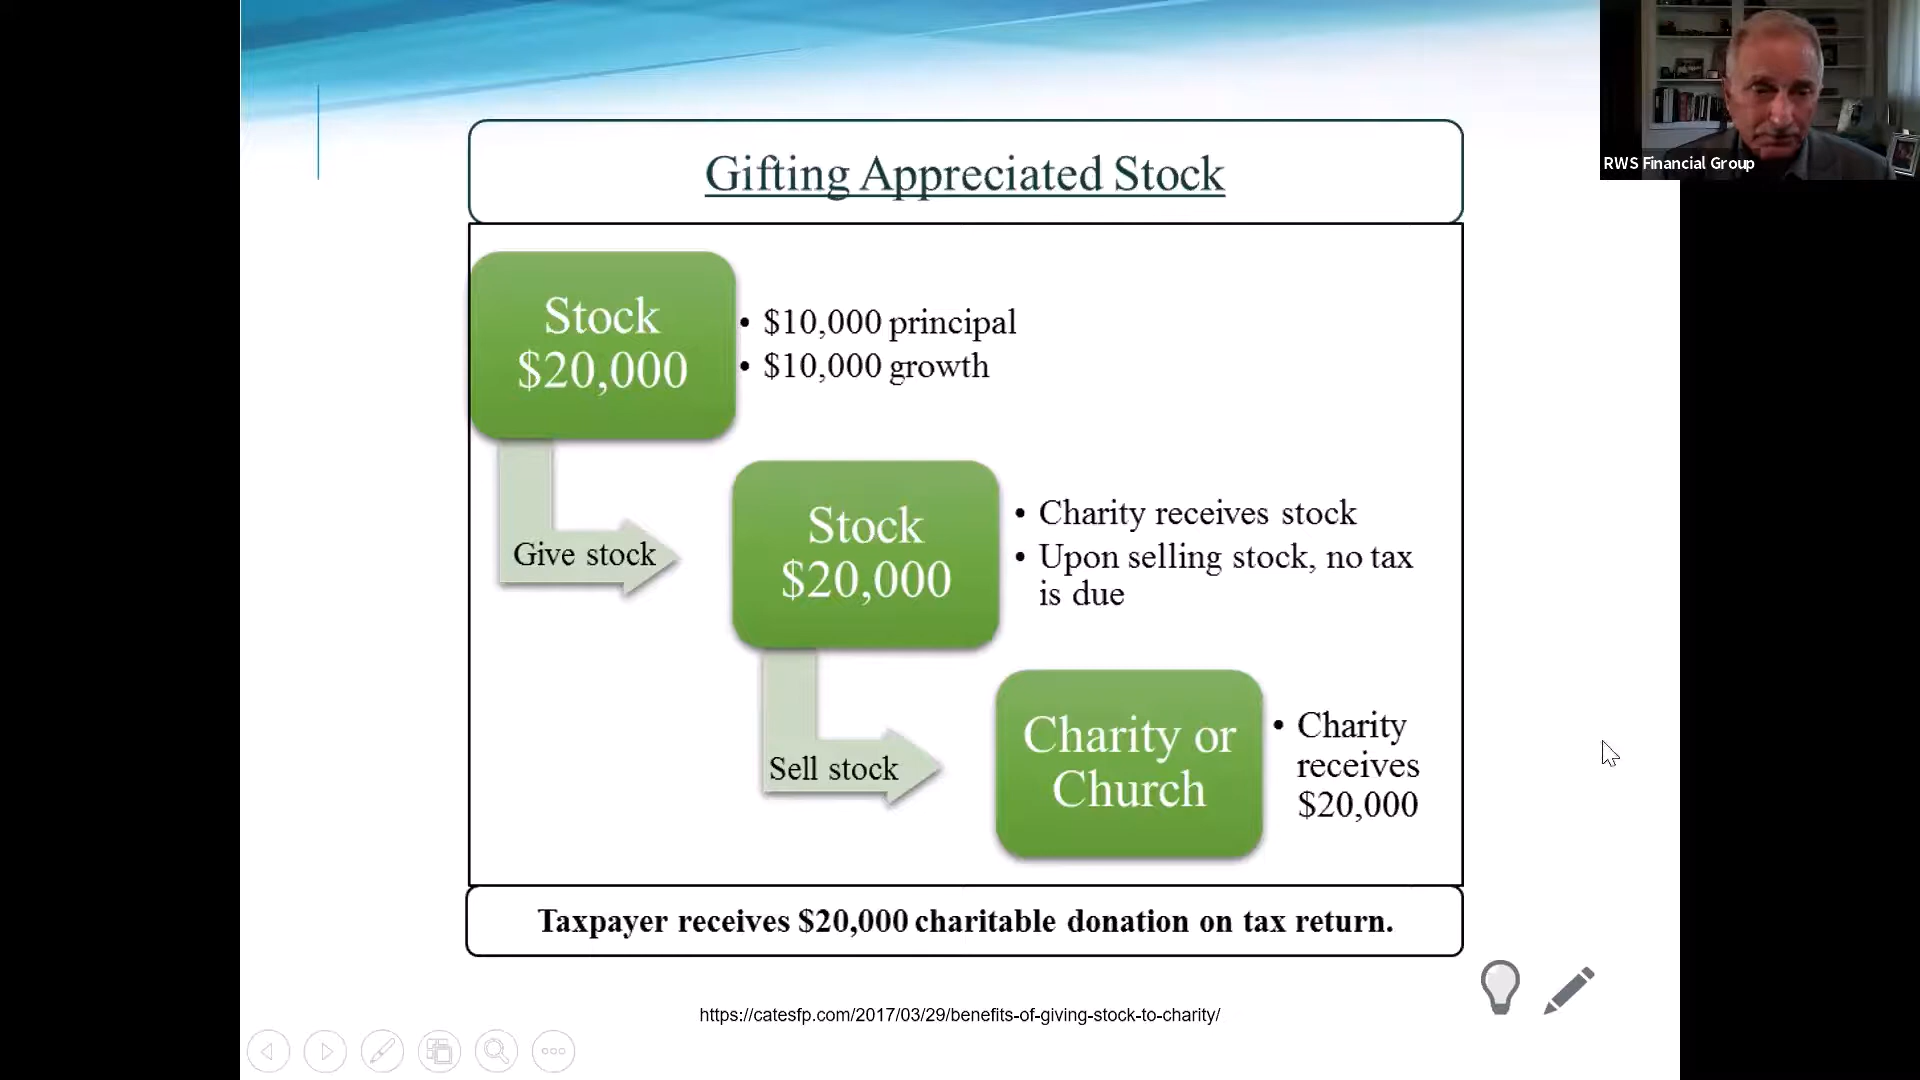 Gifting Appreciated Stock
RWS Financial Group
Stock
$20,000
• $10,000 principal
• $10,000 growth
Give stock
Stock
$20,000
• Charity receives stock
• Upon selling stock, no tax
is due
Sell stock
Charity or
Church
• Charity
receives
$20,000
Taxpayer receives $20,000 charitable donation on tax return.
https://catesfp.com/2017/03/29/benefits-of-giving-stock-to-charity/